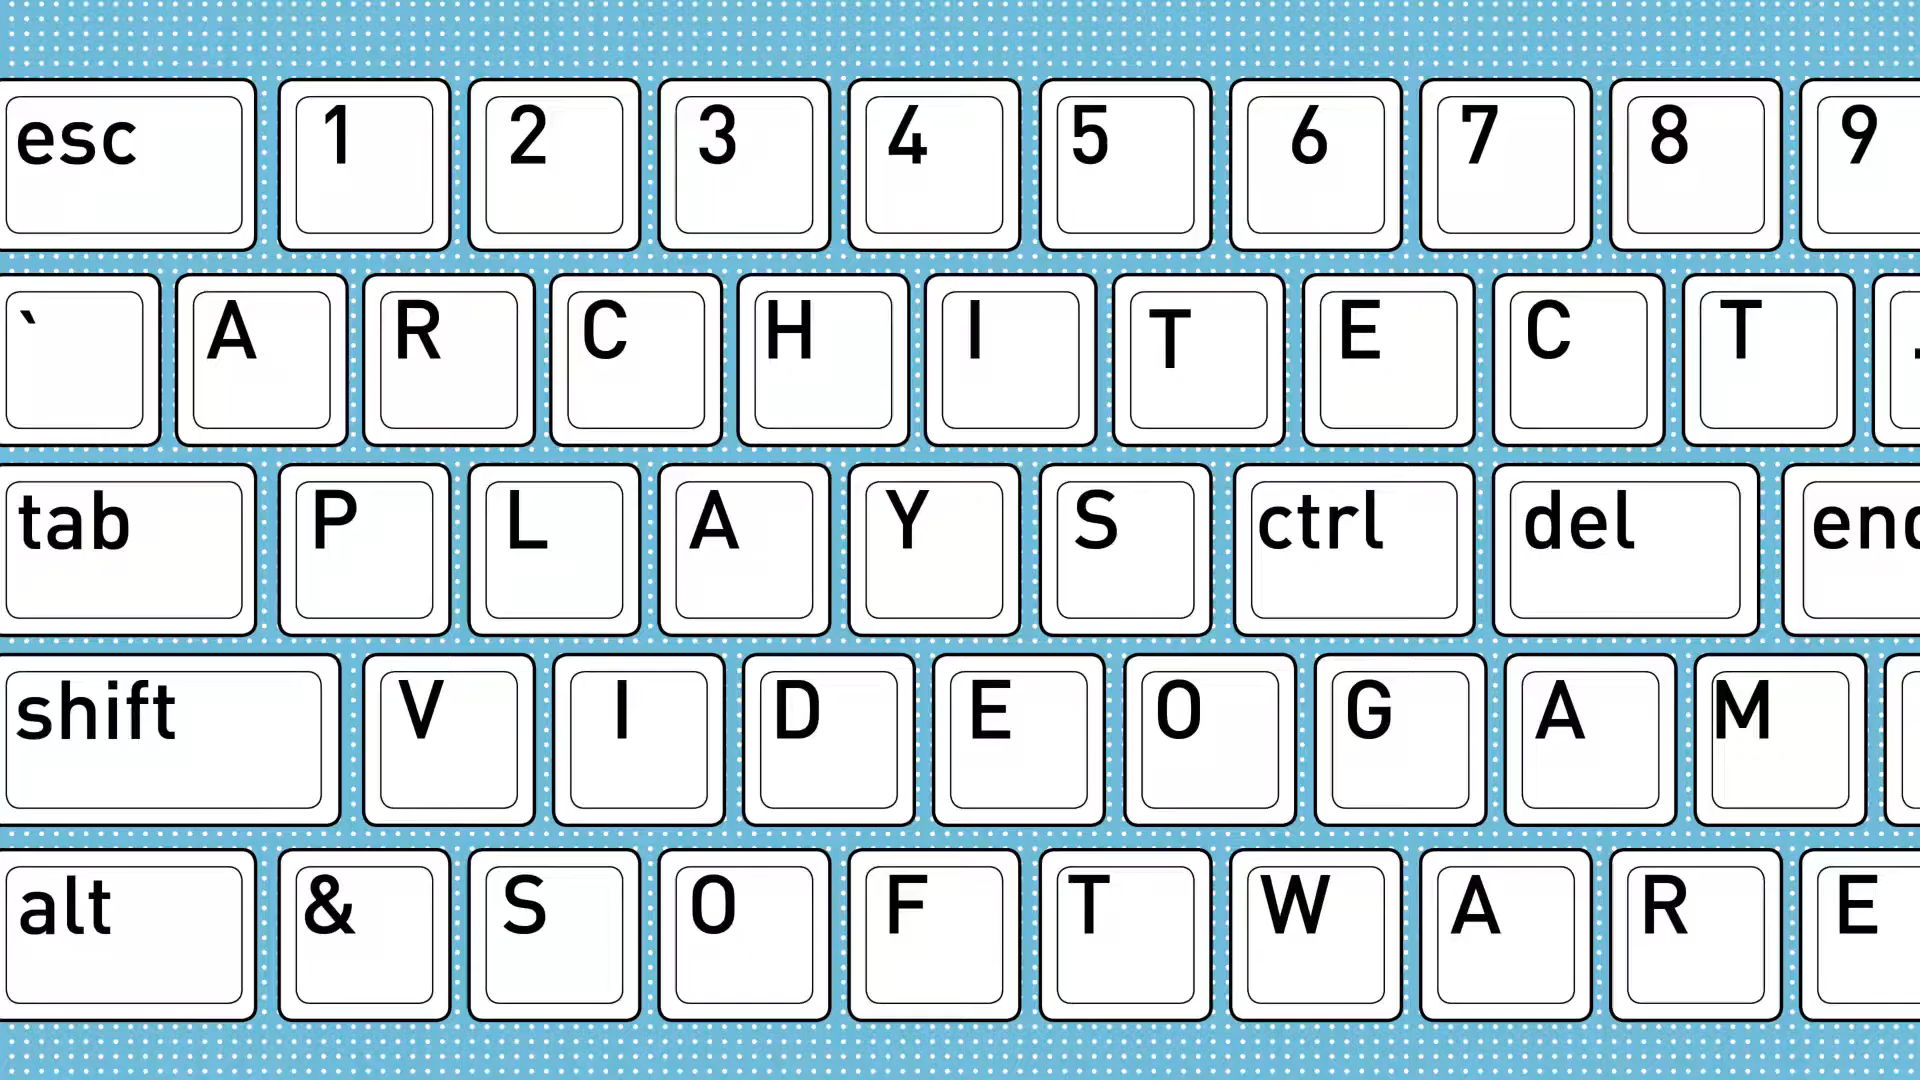 esc 1 2 3 4 5 6 7 8 9
` A R C H I T E C T
tab P L A Y S ctrl del
shift V I D E O G A M
alt & S O F T W A R E